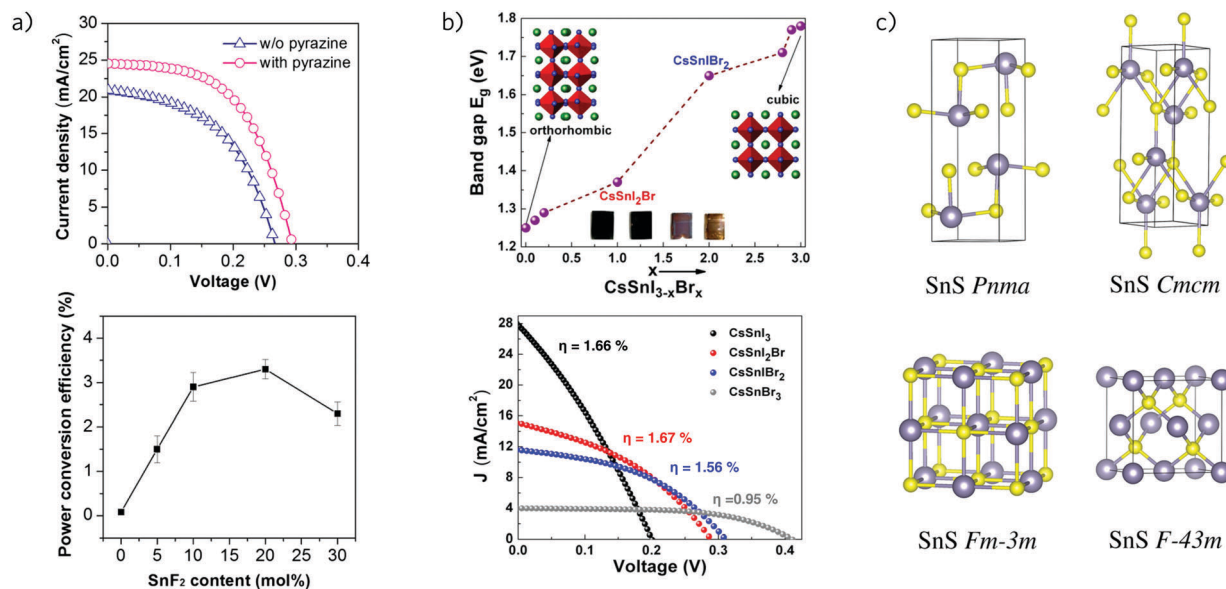 a)
Current density (mA/cm²)
30
25
20
15
10
5
0
w/o pyrazine
with pyrazine
0.0 0.1 0.2 0.3 0.4
Voltage (V)
Power conversion efficiency (%)
4
3
2
1
0
0 5 10 20 30
SnF₂ content (mol%)
b)
Band gap E_g (eV)
1.8
1.7
1.6
1.5
1.4
1.3
1.2
CsSnIBr₂
cubic
orthorhombic
CsSnI₂Br
0.0 0.5 1.0 1.5 2.0 2.5 3.0
x
CsSnI₃₋ₓBrₓ
J (mA/cm²)
28
24
20
16
12
8
4
0
η = 1.66 %
CsSnI₃
CsSnI₂Br
CsSnIBr₂
CsSnBr₃
η = 1.67 %
η = 1.56 %
η =0.95 %
0.0 0.1 0.2 0.3 0.4
Voltage (V)
c)
SnS Pnma
SnS Cmcm
SnS Fm-3m
SnS F-43m